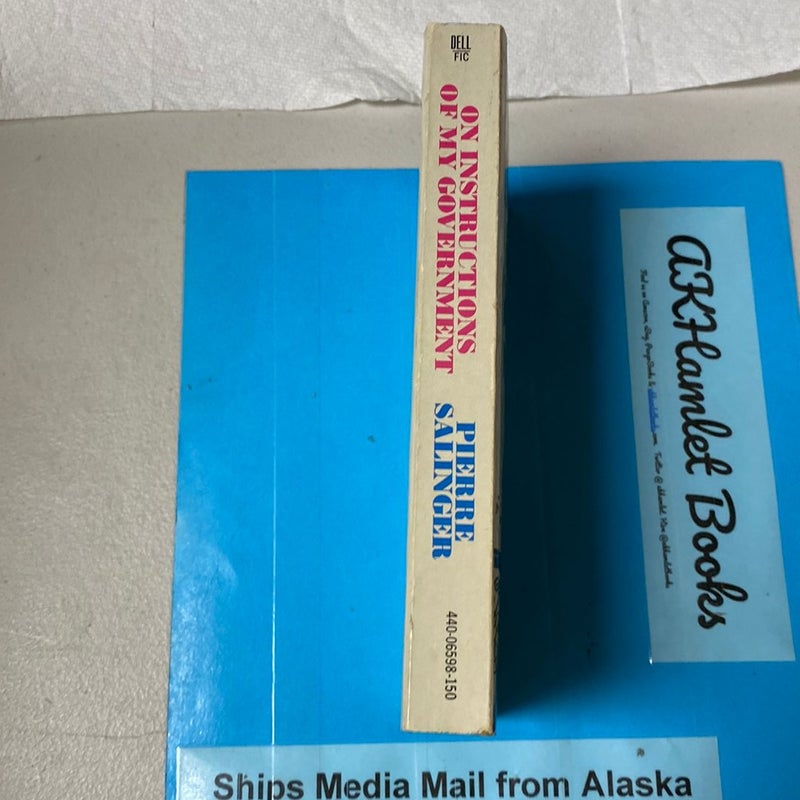 DELL
FIC
ON INSTRUCTIONS
OF MY GOVERNMENT
PIERRE
SALINGER
440-06598-150
AKHamlet Books
Ships Media Mail from Alaska